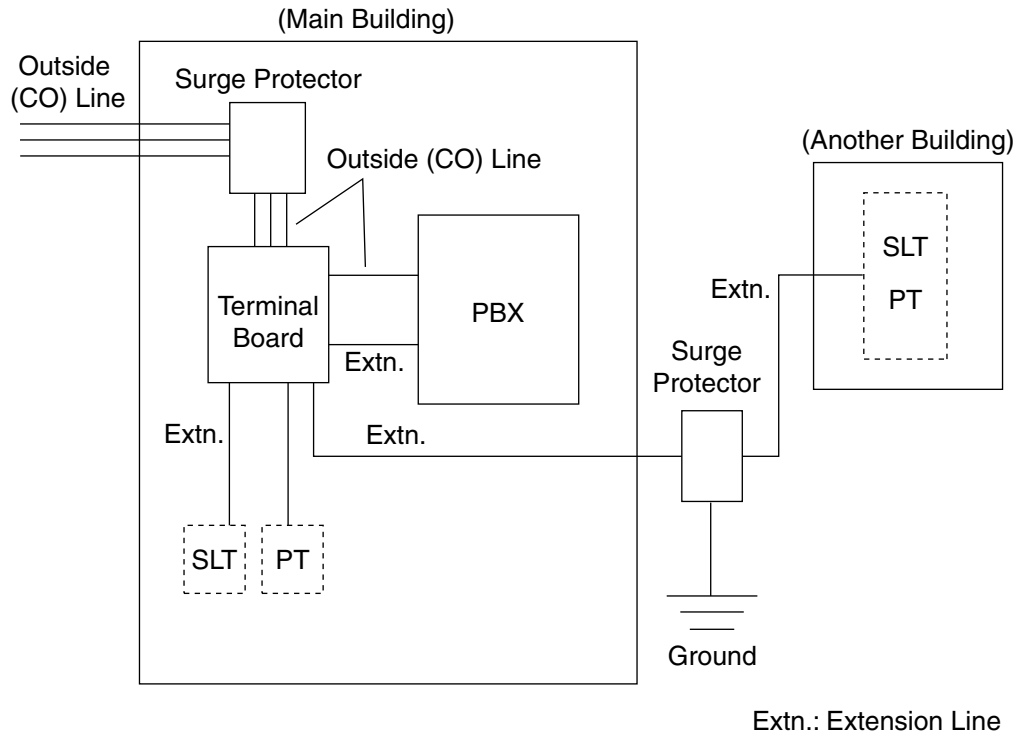 (Main Building)
Outside
(CO) Line
Surge Protector
Outside (CO) Line
(Another Building)
SLT
PT
Extn.
Terminal
Board
PBX
Extn.
Surge
Protector
Extn.
Extn.
SLT
PT
Ground
Extn.: Extension Line